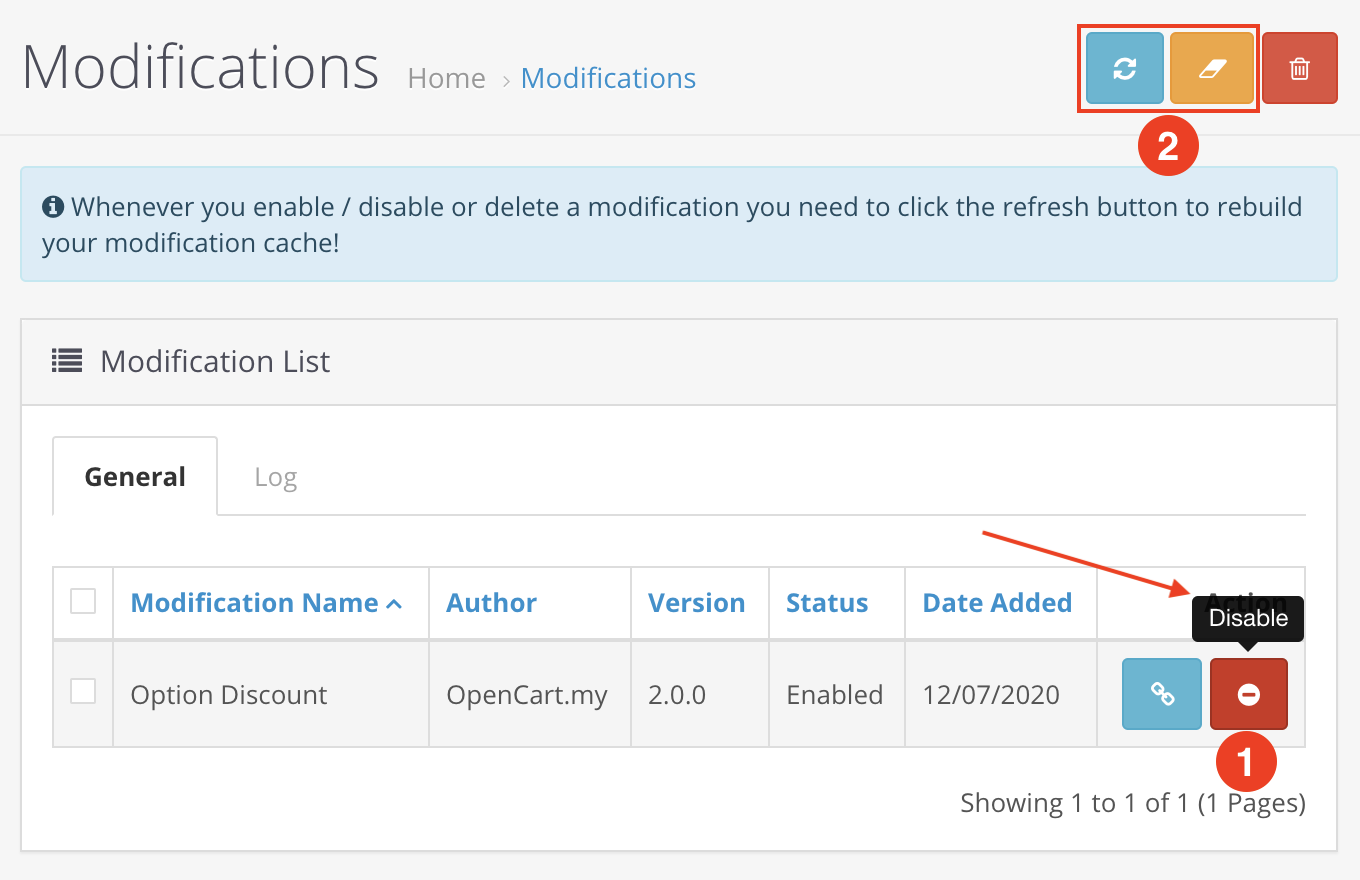 Modifications Home › Modifications
2
Whenever you enable / disable or delete a modification you need to click the refresh button to rebuild
your modification cache!
Modification List
General Log
Modification Name Author Version Status Date Added Action
Disable
Option Discount OpenCart.my 2.0.0 Enabled 12/07/2020
1
Showing 1 to 1 of 1 (1 Pages)